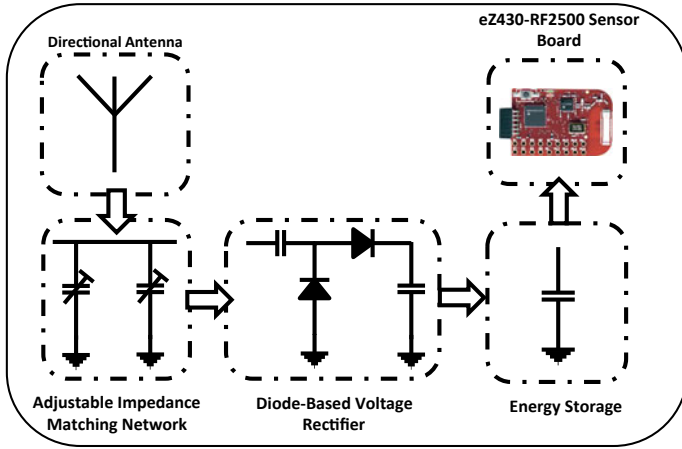 Directional Antenna
eZ430-RF2500 Sensor
Board
Adjustable Impedance
Matching Network
Diode-Based Voltage
Rectifier
Energy Storage